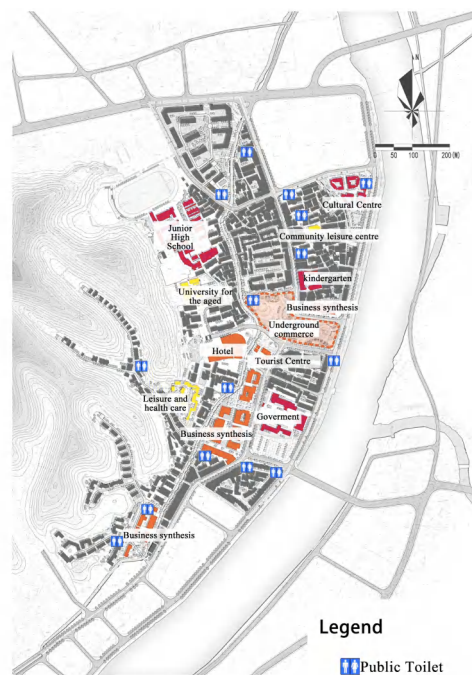 N
50
100
200 (M)
Cultural Centre
Junior
High
School
Community leisure centre
kindergarten
University for
the aged
Business synthesis
Underground
commerce
Hotel
Tourist Centre
Leisure and
health care
Goverment
Business synthesis
Business synthesis
Legend
Public Toilet